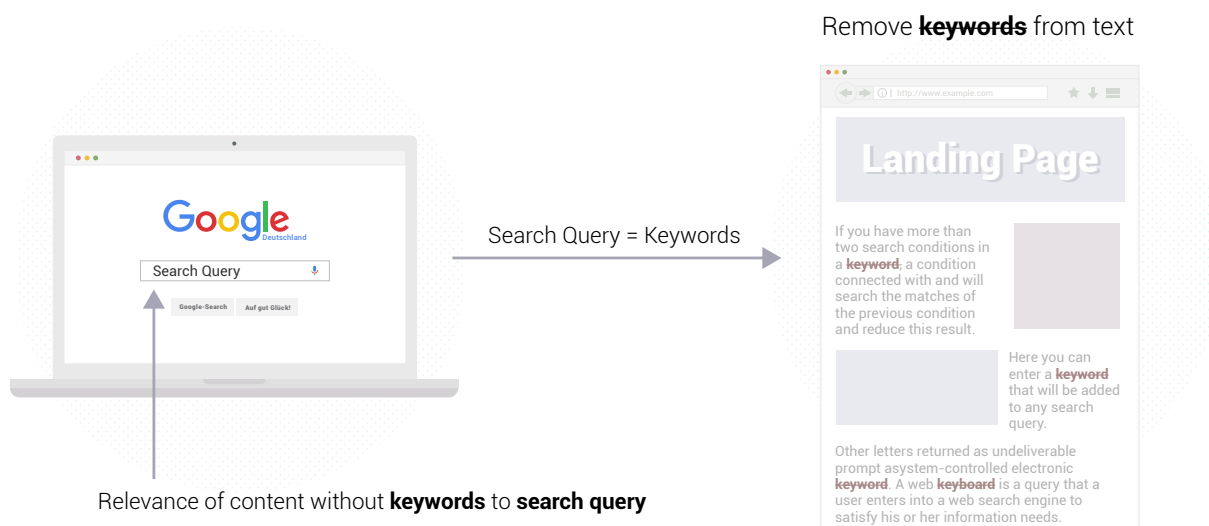 Remove keywords from text
http://www.example.com
Landing Page
Google
Deutschland
Search Query
Google-Search
Auf gut Glück!
Search Query = Keywords
If you have more than
two search conditions in
a keyword, a condition
connected with and will
search the matches of
the previous condition
and reduce this result.
Here you can
enter a keyword
that will be added
to any search
query.
Other letters returned as undeliverable
prompt asystem-controlled electronic
keyword. A web keyboard is a query that a
user enters into a web search engine to
satisfy his or her information needs.
Relevance of content without keywords to search query